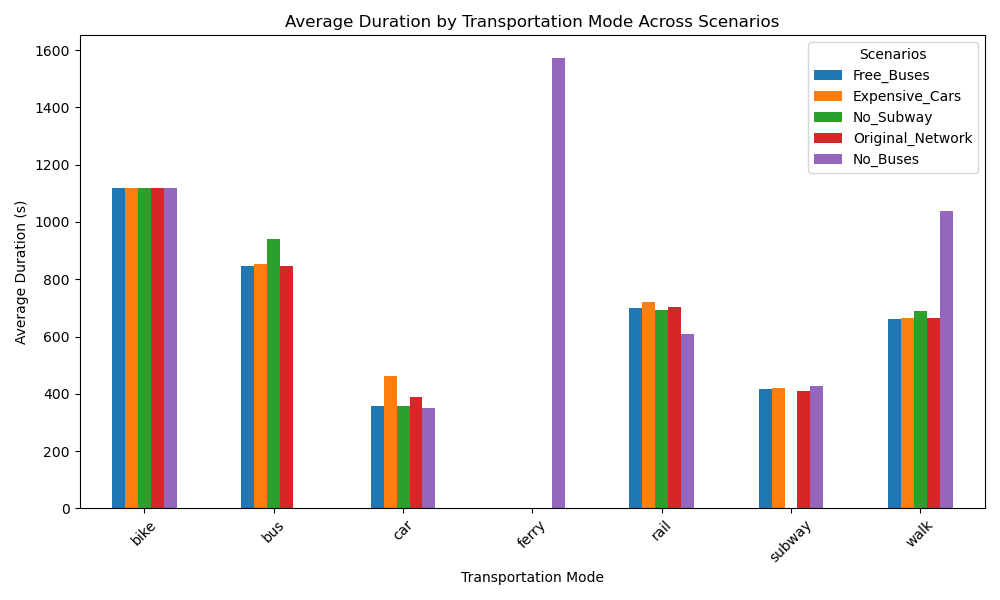 Average Duration by Transportation Mode Across Scenarios
Scenarios
Free_Buses
Expensive_Cars
No_Subway
Original_Network
No_Buses
Average Duration (s)
1600
1400
1200
1000
800
600
400
200
0
bike
bus
car
ferry
rail
subway
walk
Transportation Mode